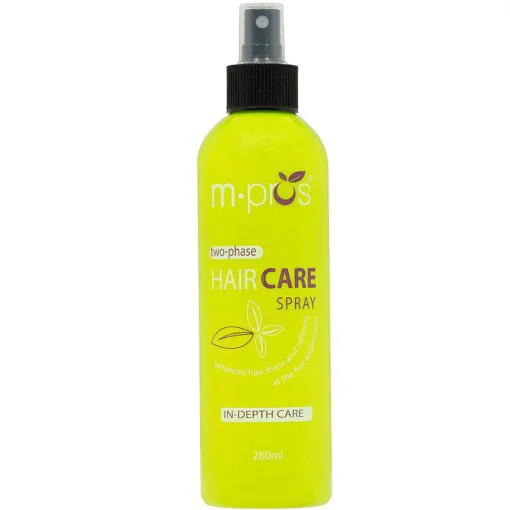 m·pros®
two-phase
HAIR CARE
SPRAY
enhances hair shine and softness
at the first application
IN-DEPTH CARE
280ml